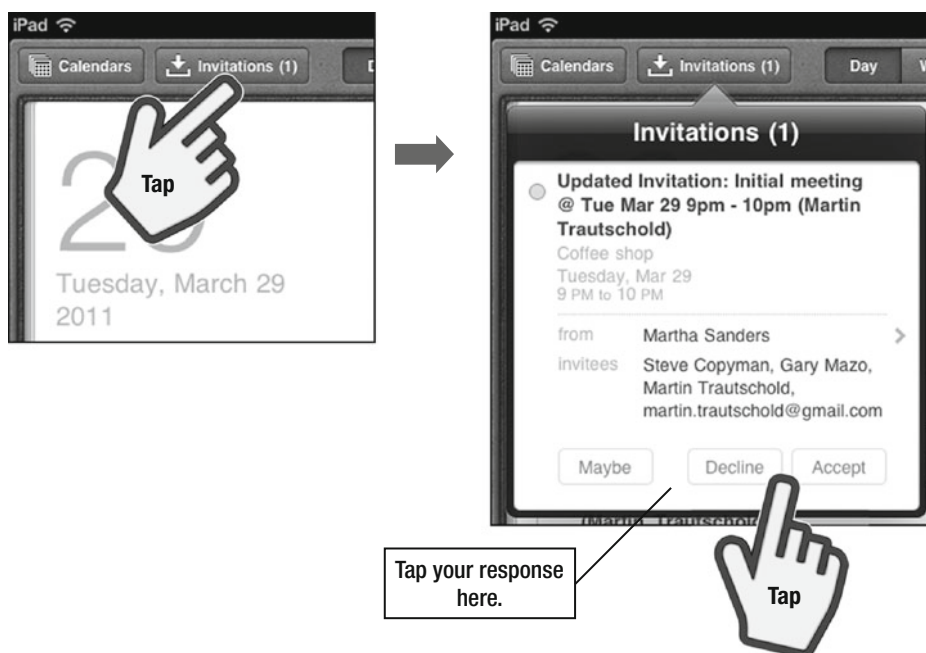 iPad
Calendars
Invitations (1)
D
Tap
Tuesday, March 29
2011
iPad
Calendars
Invitations (1)
Day
Invitations (1)
Updated Invitation: Initial meeting
@ Tue Mar 29 9pm - 10pm (Martin
Trautschold)
Coffee shop
Tuesday, Mar 29
9 PM to 10 PM
from Martha Sanders
invitees Steve Copyman, Gary Mazo,
Martin Trautschold,
martin.trautschold@gmail.com
Maybe
Decline
Accept
(Martin Trautschold
Tap your response
here.
Tap